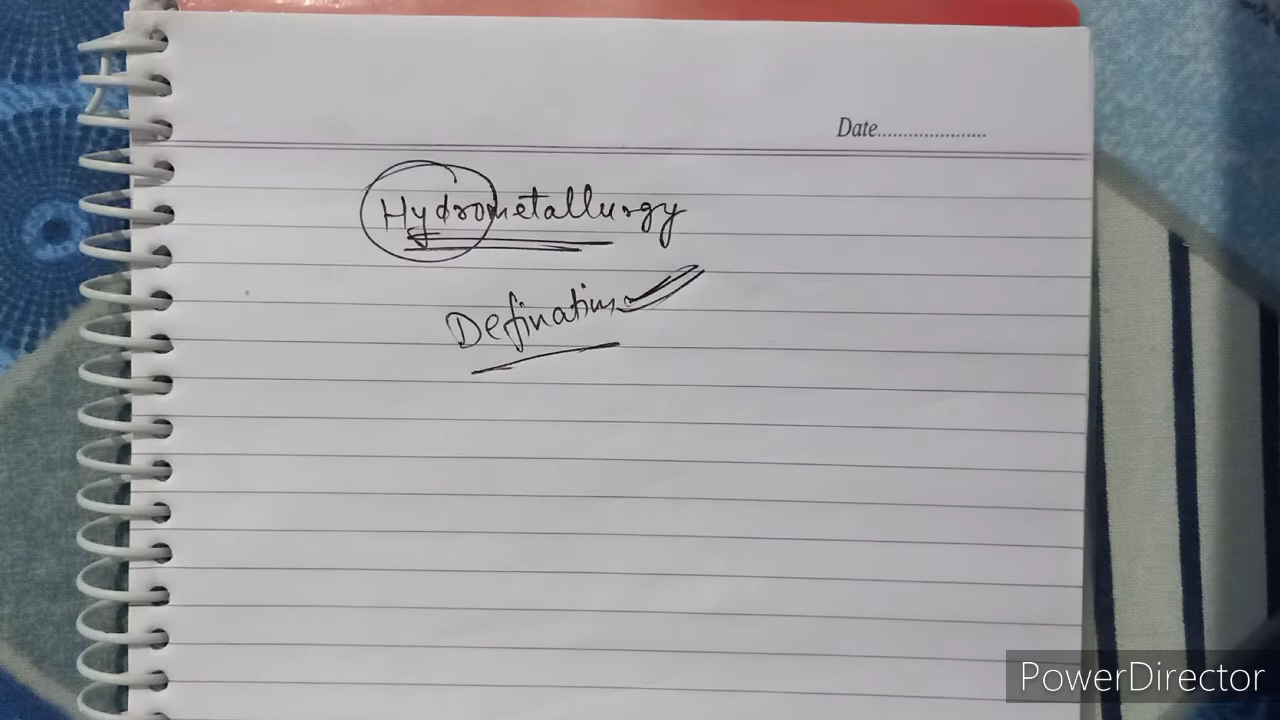 Date.....................
Hydrometallurgy
Defination
PowerDirector